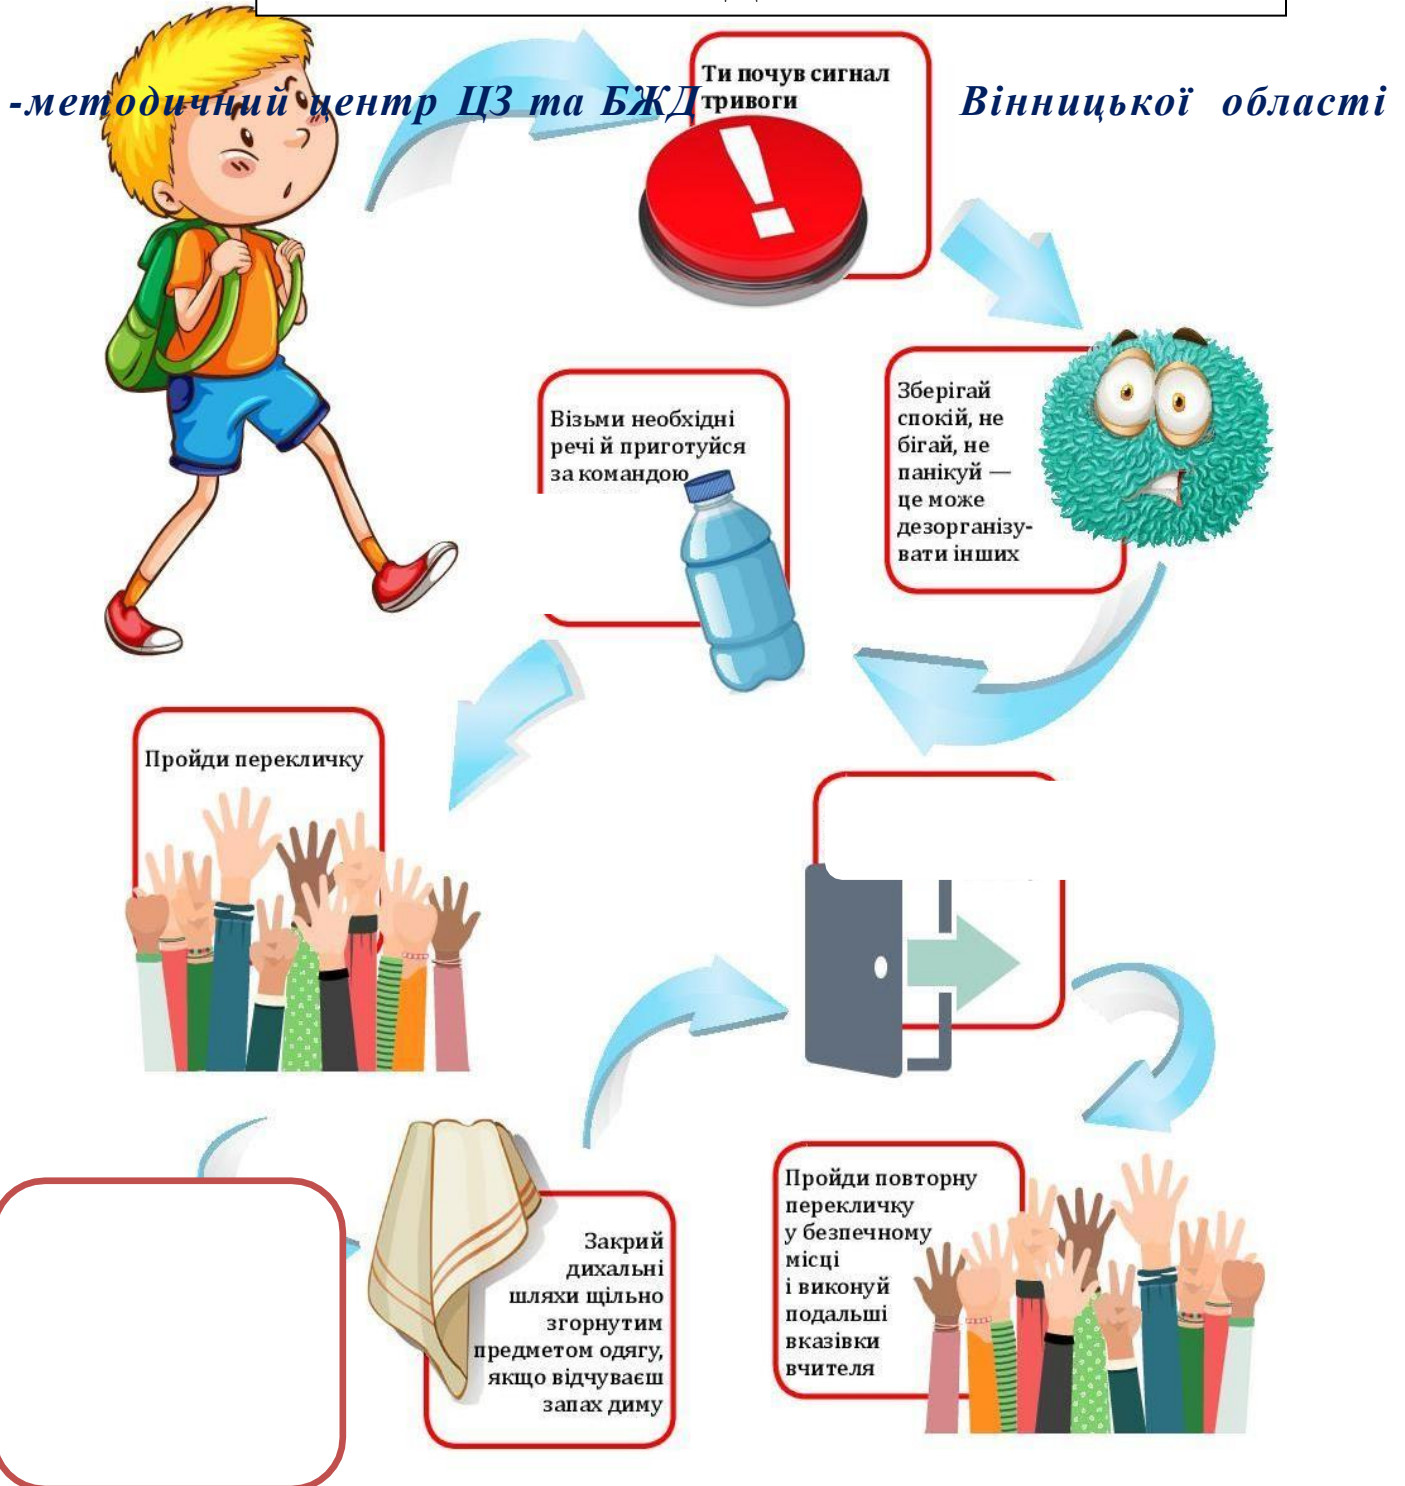 -методичний центр ЦЗ та БЖД Вінницької області
Ти почув сигнал
тривоги
Зберігай
спокій, не
бігай, не
панікуй —
це може
дезорганізу-
вати інших
Візьми необхідні
речі й приготуйся
за командою
Пройди перекличку
Закрий
дихальні
шляхи щільно
згорнутим
предметом одягу,
якщо відчуваєш
запах диму
Пройди повторну
перекличку
у безпечному
місці
і виконуй
подальші
вказівки
вчителя